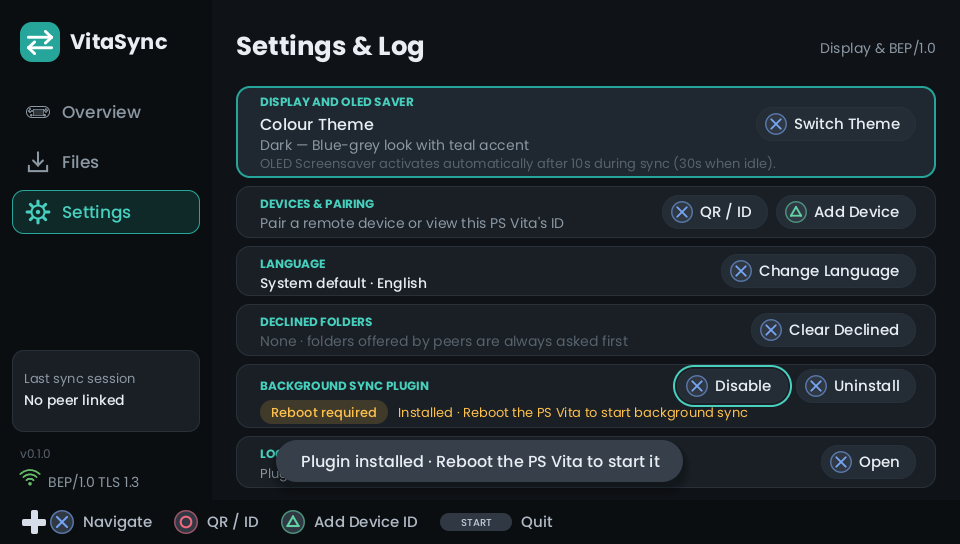 VitaSync
Overview
Files
Settings
Last sync session
No peer linked
v0.1.0
BEP/1.0 TLS 1.3
Settings & Log
Display & BEP/1.0
DISPLAY AND OLED SAVER
Colour Theme
Dark — Blue-grey look with teal accent
OLED Screensaver activates automatically after 10s during sync (30s when idle).
Switch Theme
DEVICES & PAIRING
Pair a remote device or view this PS Vita's ID
QR / ID
Add Device
LANGUAGE
System default · English
Change Language
DECLINED FOLDERS
None · folders offered by peers are always asked first
Clear Declined
BACKGROUND SYNC PLUGIN
Disable
Uninstall
Reboot required
Installed · Reboot the PS Vita to start background sync
Plugin installed · Reboot the PS Vita to start it
Open
Navigate
QR / ID
Add Device ID
START
Quit